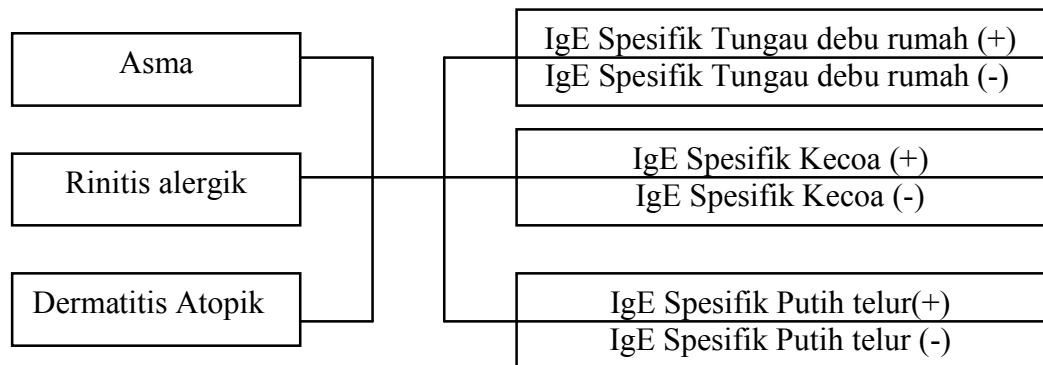 Asma
Rinitis alergik
Dermatitis Atopik
IgE Spesifik Tungau debu rumah (+)
IgE Spesifik Tungau debu rumah (-)
IgE Spesifik Kecoa (+)
IgE Spesifik Kecoa (-)
IgE Spesifik Putih telur(+)
IgE Spesifik Putih telur (-)